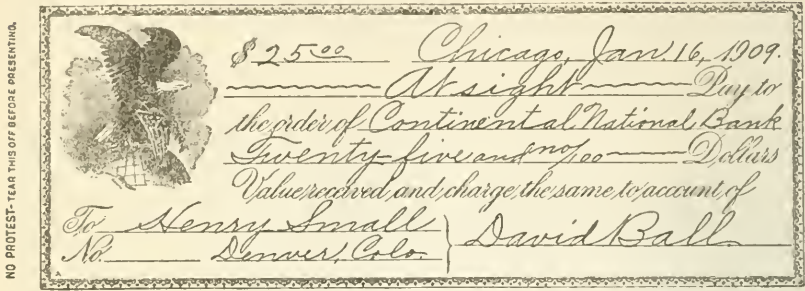 NO PROTEST-TEAR THIS OFF BEFORE PRESENTING.
$25 00 Chicago, Jan. 16, 1909.
At sight Pay to
the order of Continental National Bank
Twenty-five and no/100 Dollars
Value received and charge the same to account of
To Henry Small
No. Denver, Colo.
David Ball